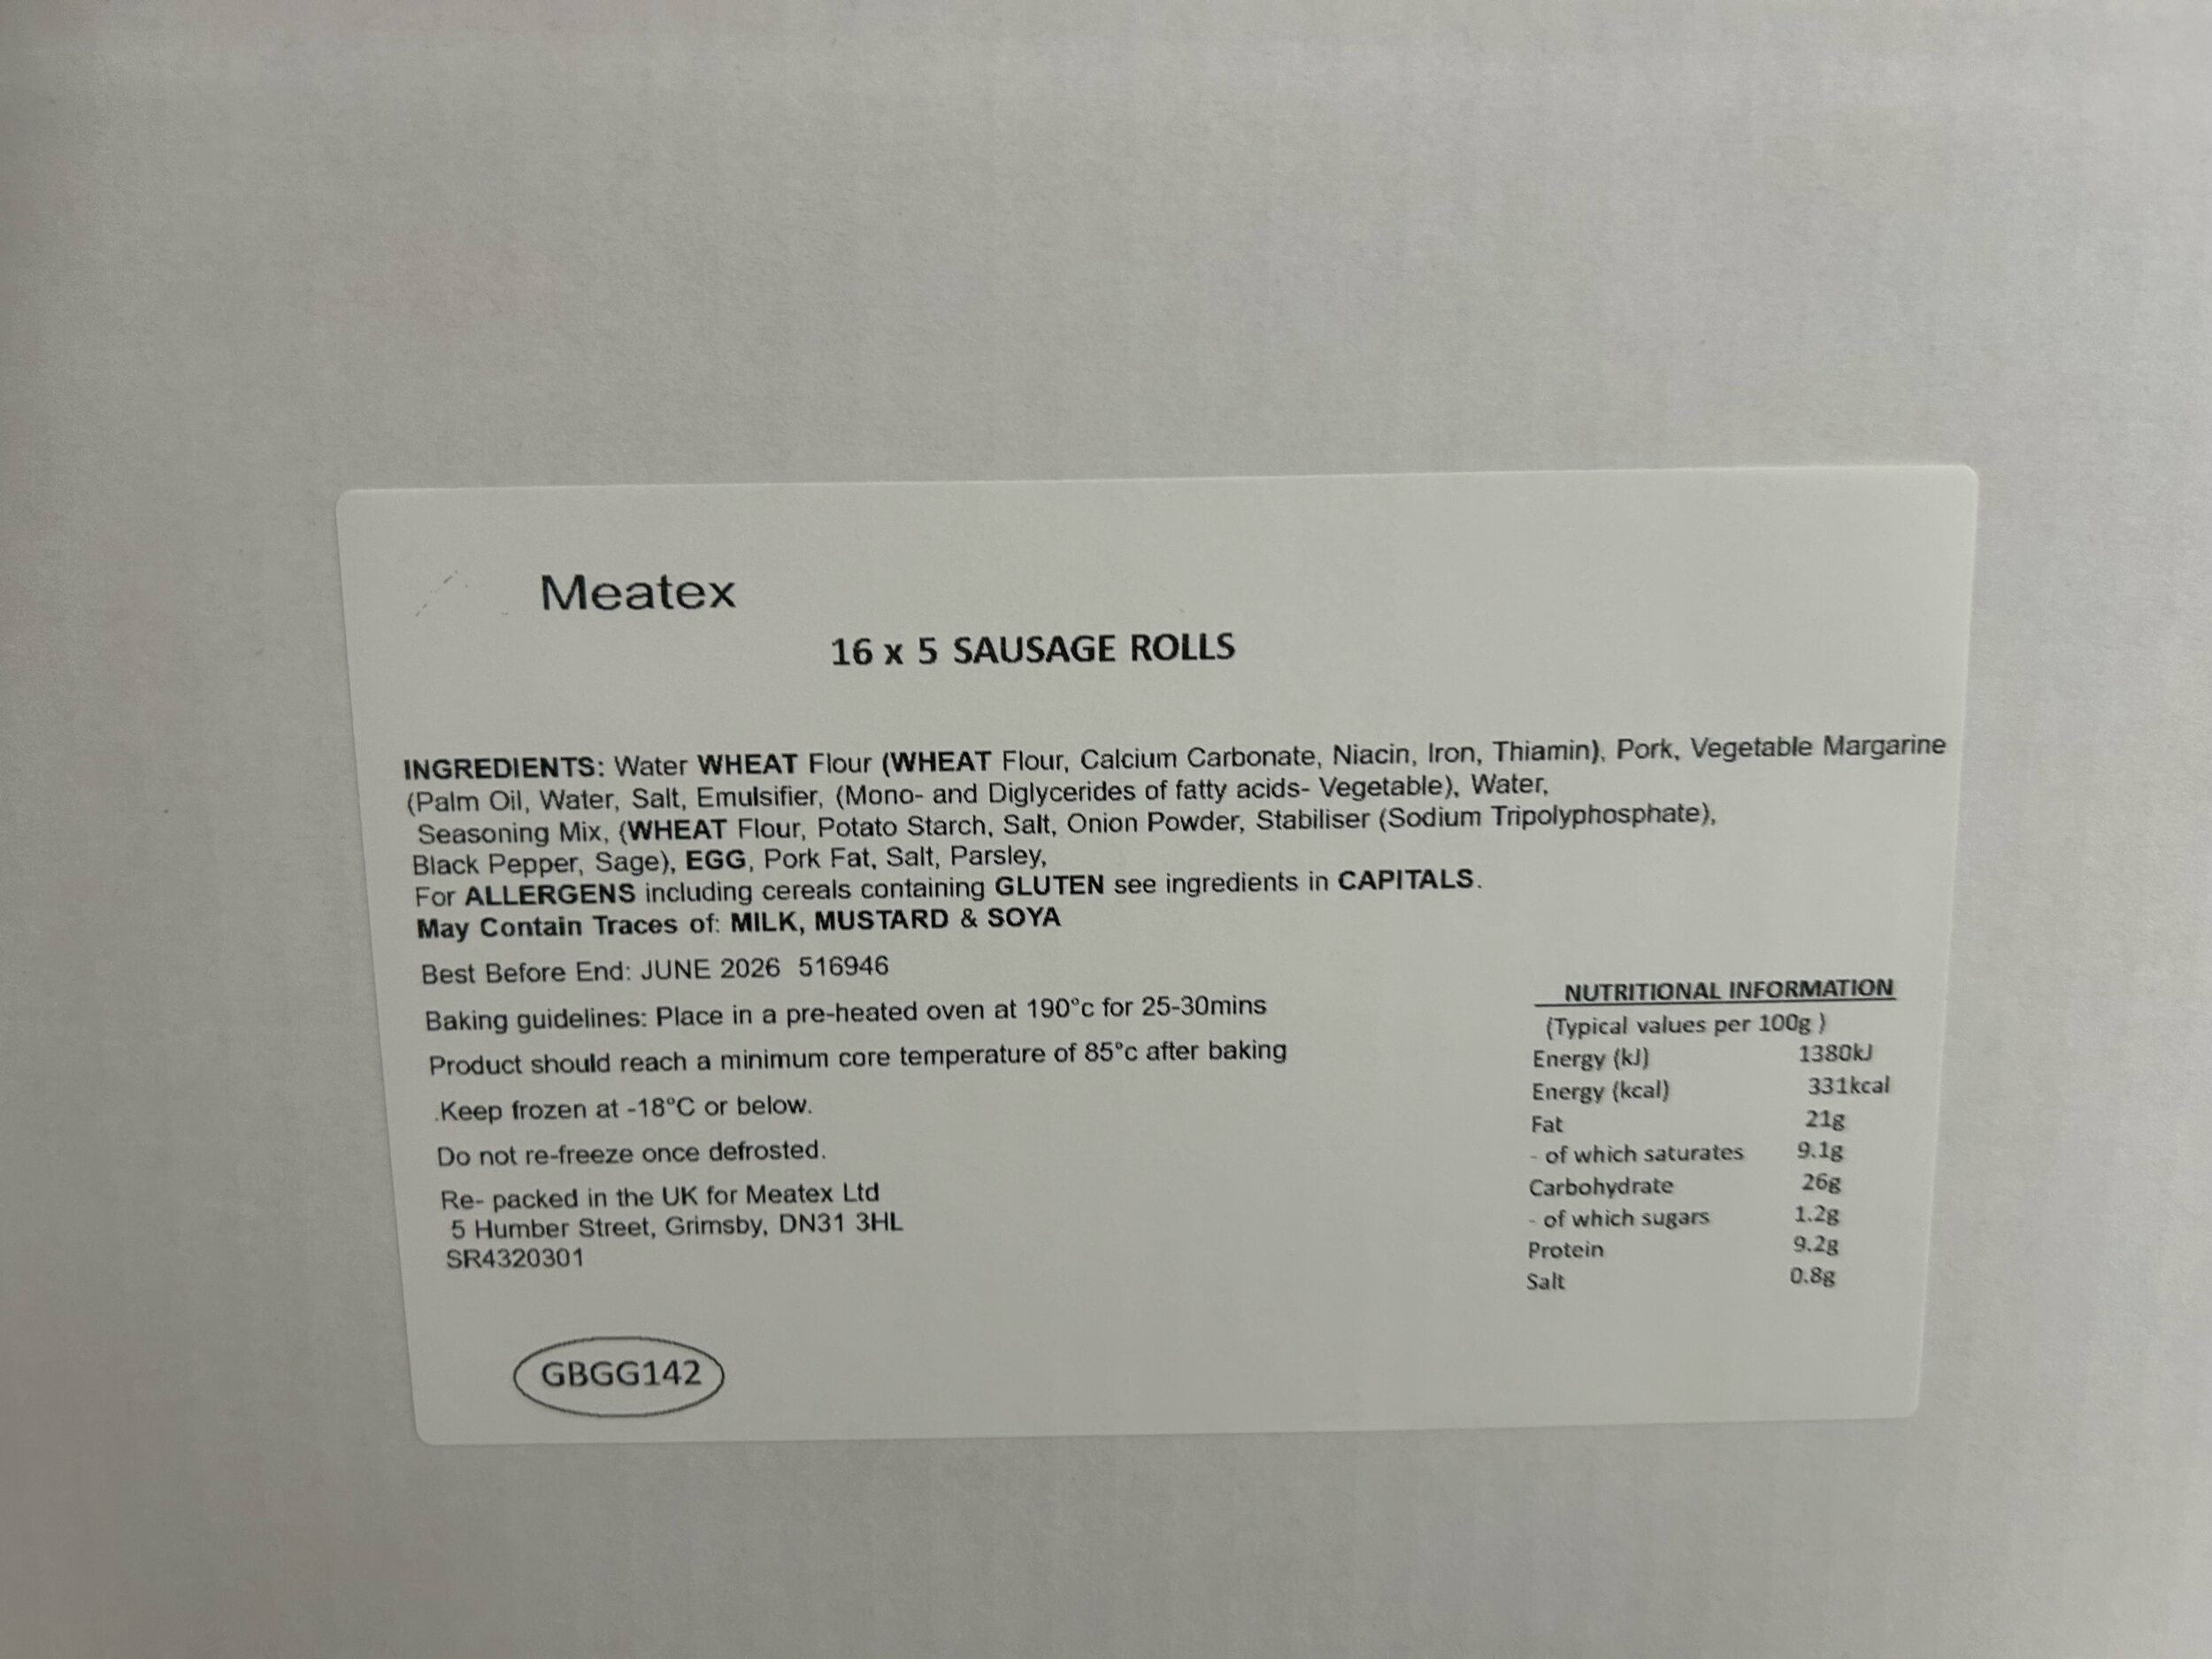 Meatex
16 x 5 SAUSAGE ROLLS
INGREDIENTS: Water WHEAT Flour (WHEAT Flour, Calcium Carbonate, Niacin, Iron, Thiamin), Pork, Vegetable Margarine
(Palm Oil, Water, Salt, Emulsifier, (Mono- and Diglycerides of fatty acids- Vegetable), Water,
Seasoning Mix, (WHEAT Flour, Potato Starch, Salt, Onion Powder, Stabiliser (Sodium Tripolyphosphate),
Black Pepper, Sage), EGG, Pork Fat, Salt, Parsley,
For ALLERGENS including cereals containing GLUTEN see ingredients in CAPITALS.
May Contain Traces of: MILK, MUSTARD & SOYA
Best Before End: JUNE 2026 516946
Baking guidelines: Place in a pre-heated oven at 190°c for 25-30mins
Product should reach a minimum core temperature of 85°c after baking
.Keep frozen at -18°C or below.
Do not re-freeze once defrosted.
Re- packed in the UK for Meatex Ltd
5 Humber Street, Grimsby, DN31 3HL
SR4320301
GBGG142
NUTRITIONAL INFORMATION
(Typical values per 100g )
Energy (kJ) 1380kJ
Energy (kcal) 331kcal
Fat 21g
- of which saturates 9.1g
Carbohydrate 26g
- of which sugars 1.2g
Protein 9.2g
Salt 0.8g